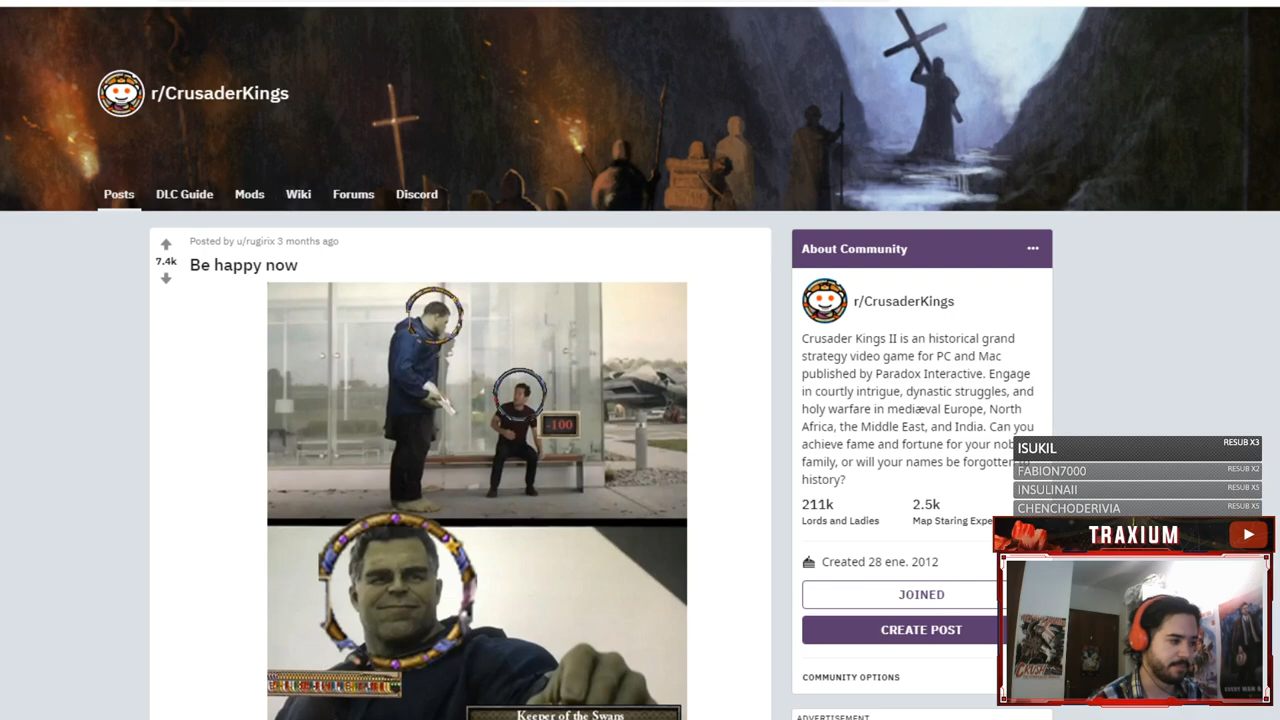 r/CrusaderKings
Posts DLC Guide Mods Wiki Forums Discord
Posted by u/rugirix 3 months ago
7.4k
Be happy now
-100
Keeper of the Swans
About Community
r/CrusaderKings
Crusader Kings II is an historical grand
strategy video game for PC and Mac
published by Paradox Interactive. Engage
in courtly intrigue, dynastic struggles, and
holy warfare in mediæval Europe, North
Africa, the Middle East, and India. Can you
achieve fame and fortune for your
family, or will your names be forgotten
history?
211k 2.5k
Lords and Ladies Map Staring
Created 28 ene. 2012
JOINED
CREATE POST
COMMUNITY OPTIONS
ADVERTISEMENT
ISUKIL RESUB X3
FABION7000 RESUB X2
INSULINAII RESUB X5
CHENCHODERIVIA RESUB X5
TRAXIUM